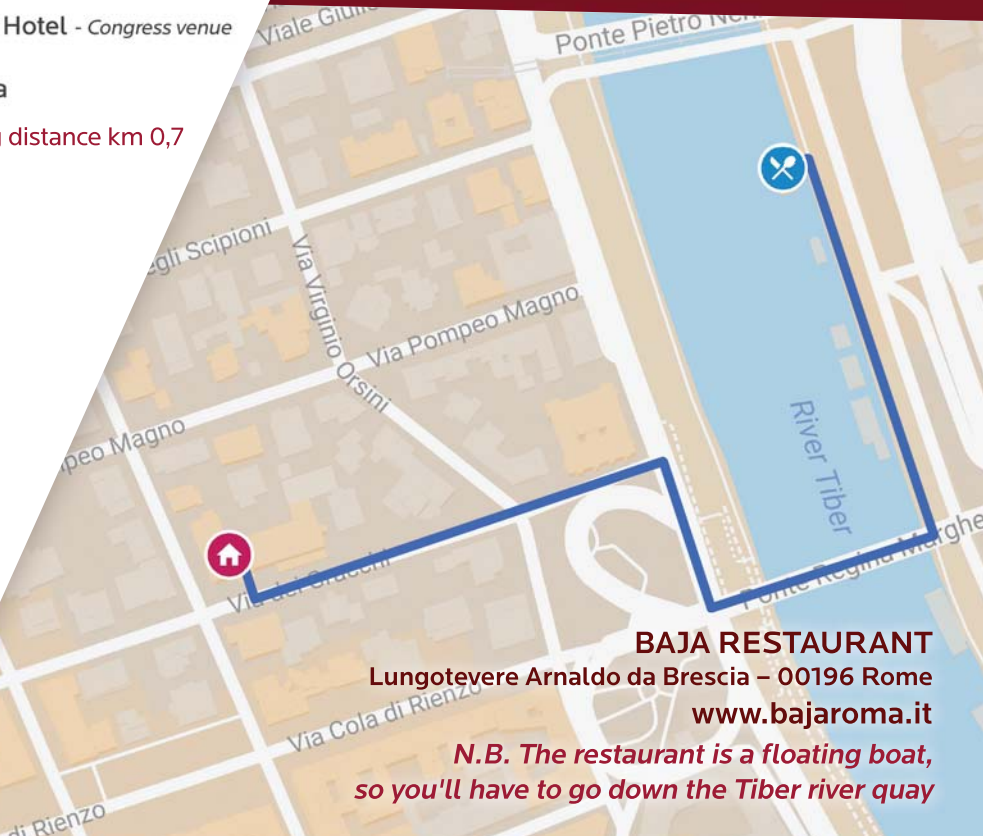 Hotel - Congress venue
a
distance km 0,7
Viale Giulio
Ponte Pietro Nenni
egli Scipioni
Via Virginio Orsini
Via Pompeo Magno
peo Magno
River Tiber
Via dei Gracchi
Ponte Regina Marghe
BAJA RESTAURANT
Lungotevere Arnaldo da Brescia – 00196 Rome
www.bajaroma.it
Via Cola di Rienzo
N.B. The restaurant is a floating boat,
so you'll have to go down the Tiber river quay
di Rienzo